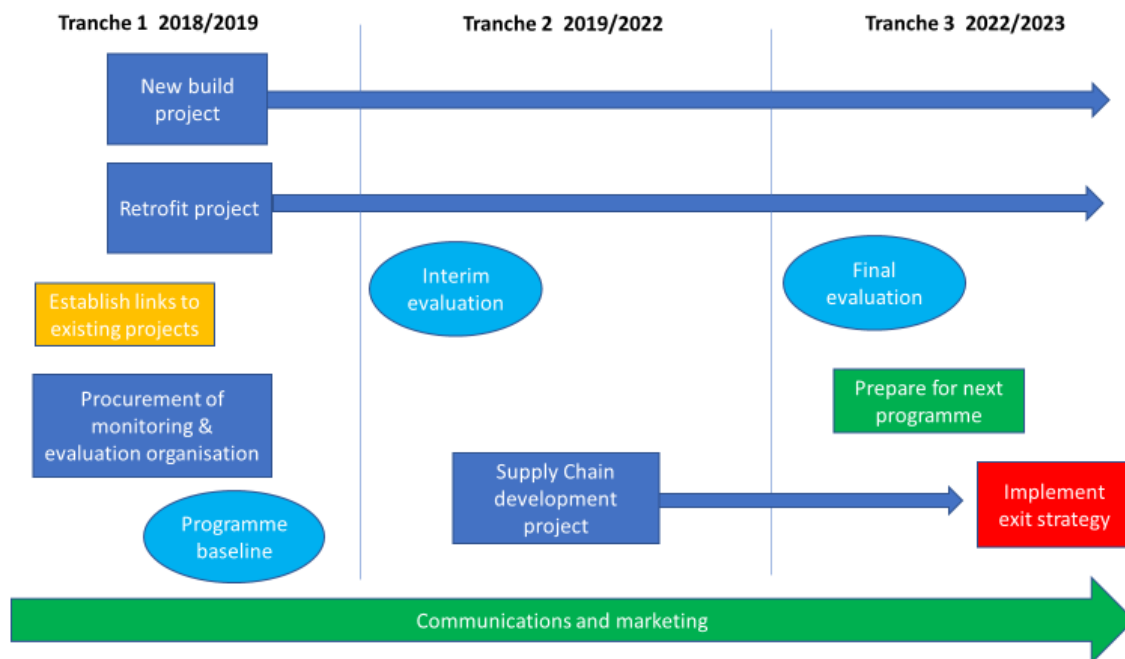 Tranche 1  2018/2019
Tranche 2  2019/2022
Tranche 3  2022/2023
New build
project
Retrofit project
Interim
evaluation
Final
evaluation
Establish links to
existing projects
Procurement of
monitoring &
evaluation organisation
Prepare for next
programme
Supply Chain
development
project
Implement
exit strategy
Programme
baseline
Communications and marketing